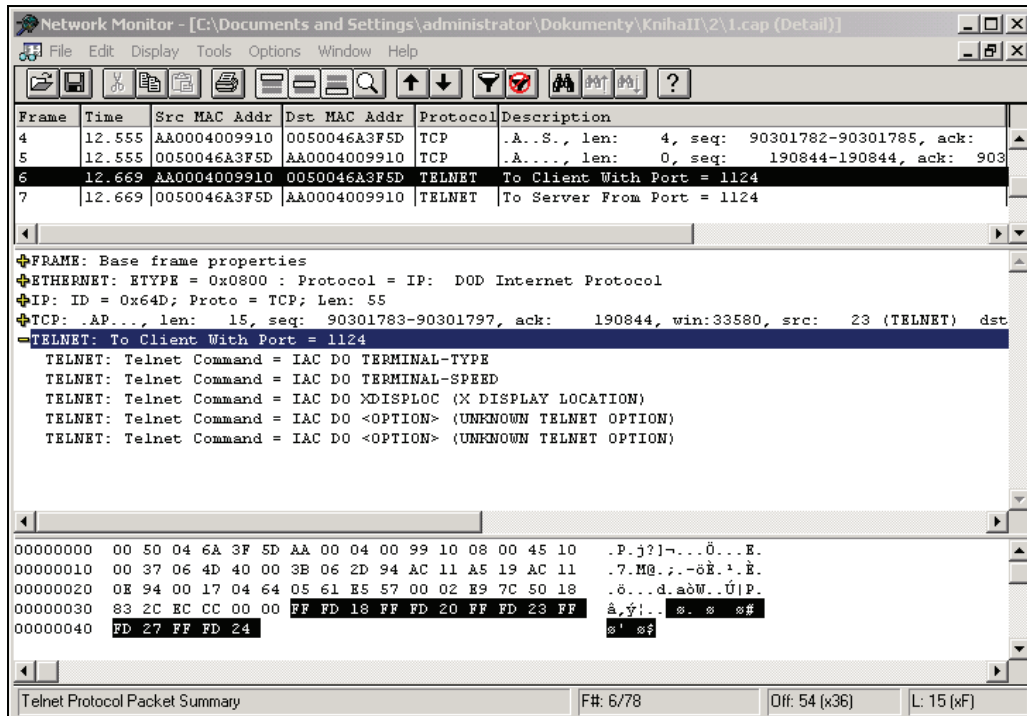 Network Monitor - [C:\Documents and Settings\administrator\Dokumenty\KnihaII\2\1.cap (Detail)]
File Edit Display Tools Options Window Help
Frame Time Src MAC Addr Dst MAC Addr Protocol Description
4 12.555 AA0004009910 0050046A3F5D TCP .A..S., len: 4, seq: 90301782-90301785, ack:
5 12.555 0050046A3F5D AA0004009910 TCP .A...., len: 0, seq: 190844-190844, ack: 903
6 12.669 AA0004009910 0050046A3F5D TELNET To Client With Port = 1124
7 12.669 0050046A3F5D AA0004009910 TELNET To Server From Port = 1124
FRAME: Base frame properties
ETHERNET: ETYPE = 0x0800 : Protocol = IP: DOD Internet Protocol
IP: ID = 0x64D; Proto = TCP; Len: 55
TCP: .AP..., len: 15, seq: 90301783-90301797, ack: 190844, win:33580, src: 23 (TELNET) dst
TELNET: To Client With Port = 1124
TELNET: Telnet Command = IAC DO TERMINAL-TYPE
TELNET: Telnet Command = IAC DO TERMINAL-SPEED
TELNET: Telnet Command = IAC DO XDISPLOC (X DISPLAY LOCATION)
TELNET: Telnet Command = IAC DO <OPTION> (UNKNOWN TELNET OPTION)
TELNET: Telnet Command = IAC DO <OPTION> (UNKNOWN TELNET OPTION)
00000000 00 50 04 6A 3F 5D AA 00 04 00 99 10 08 00 45 10 .P.j?]¬...Ö...E.
00000010 00 37 06 4D 40 00 3B 06 2D 94 AC 11 A5 19 AC 11 .7.M@.;.-
00000020 0E 94 00 17 04 64 05 61 E5 57 00 02 E9 7C 50 18 .ö...d.aòW..Ú|P.
00000030 83 2C EC CC 00 00 FF FD 18 FF FD 20 FF FD 23 FF
00000040 FD 27 FF FD 24
Telnet Protocol Packet Summary F#: 6/78 Off: 54 (x36) L: 15 (xF)